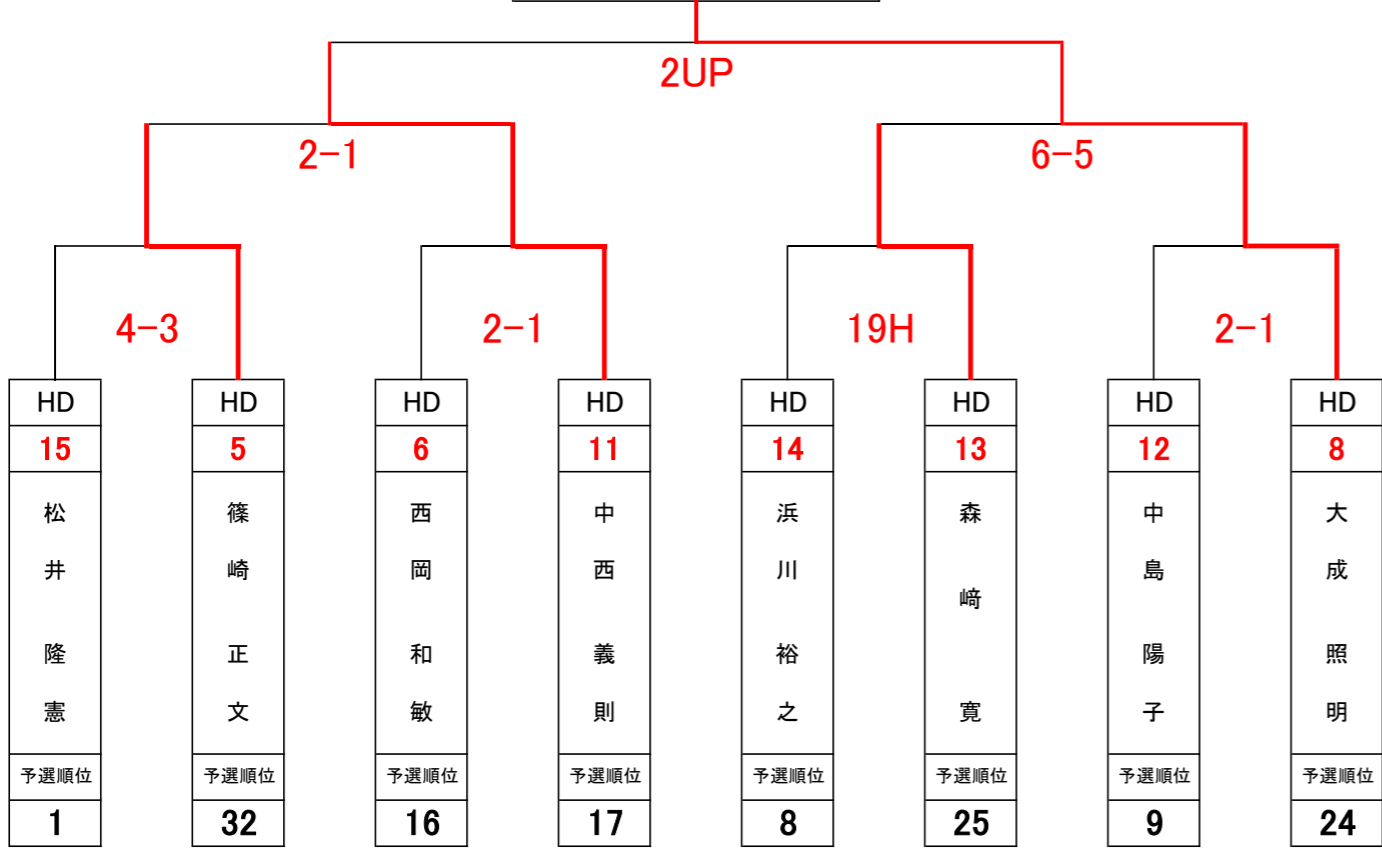 2UP
2-1
6-5
4-3
2-1
19H
2-1
HD HD HD HD HD HD HD HD
15 5 6 11 14 13 12 8
松井 隆憲
篠崎 正文
西岡 和敏
中西 義則
浜川 裕之
森﨑 寛
中島 陽子
大成 照明
予選順位 予選順位 予選順位 予選順位 予選順位 予選順位 予選順位 予選順位
1 32 16 17 8 25 9 24